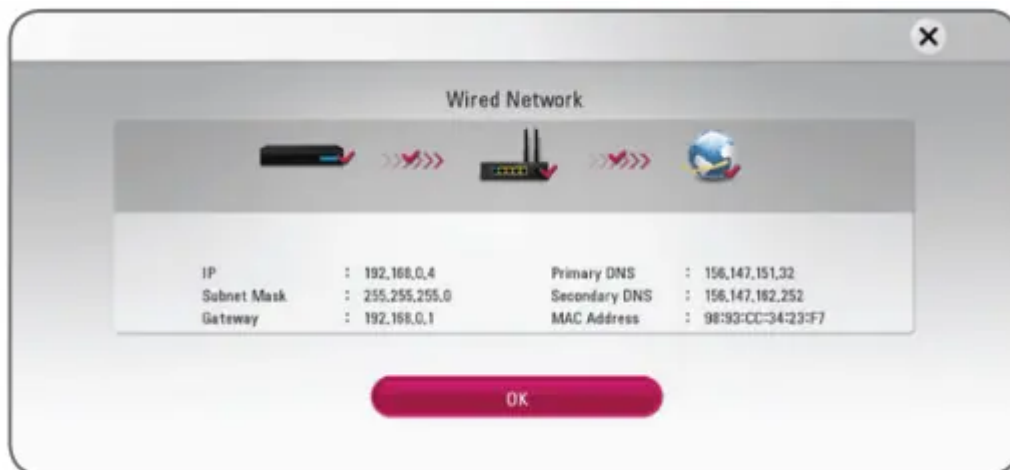 Wired Network
IP : 192,168,0,4
Subnet Mask : 255,255,255,0
Gateway : 192,168,0,1
Primary DNS : 156,147,151,32
Secondary DNS : 156,147,162,252
MAC Address : 98:93:CC:34:23:F7
OK